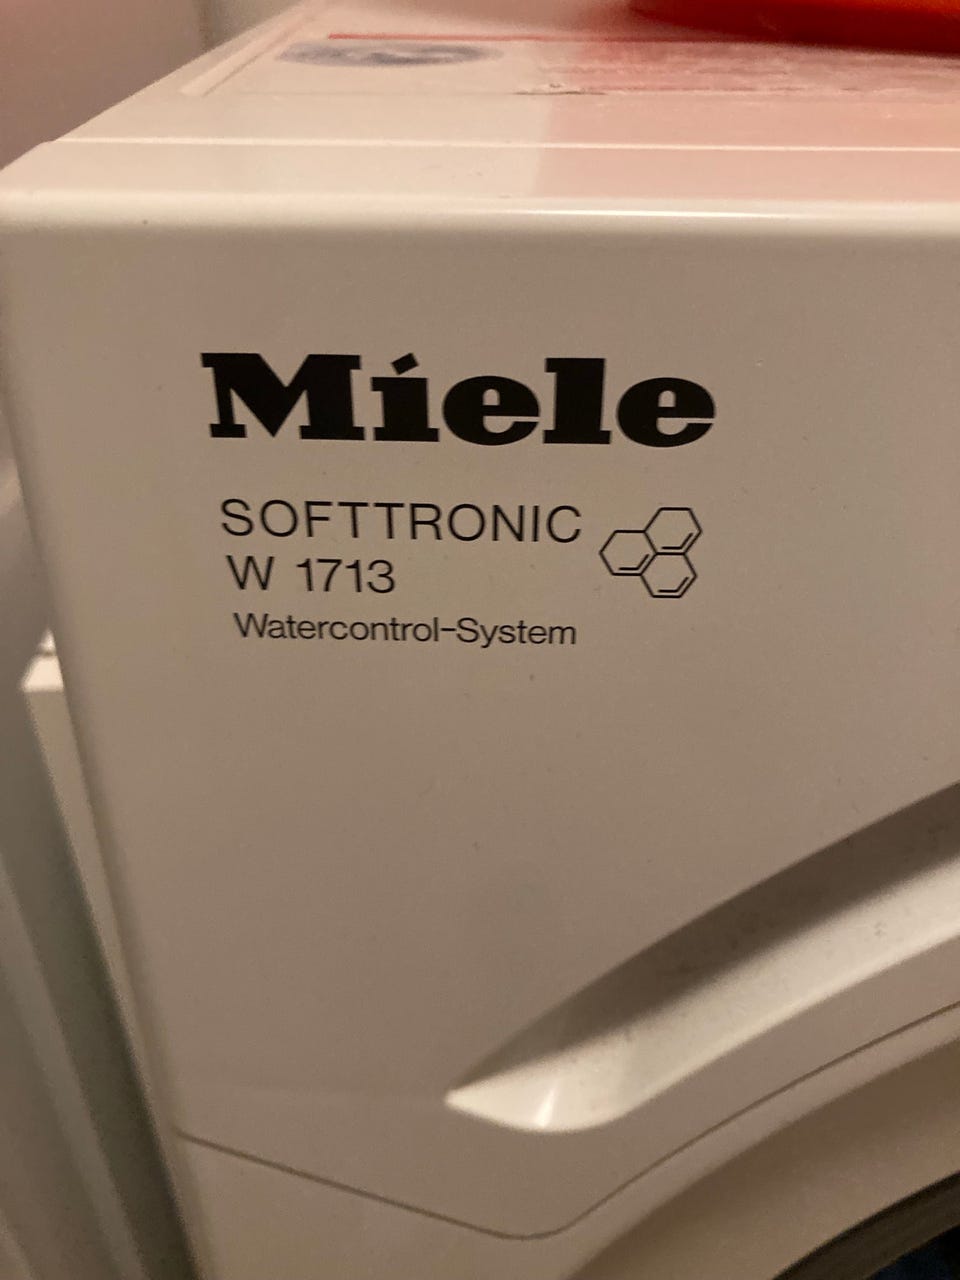 Miele
SOFTTRONIC
W 1713
Watercontrol-System